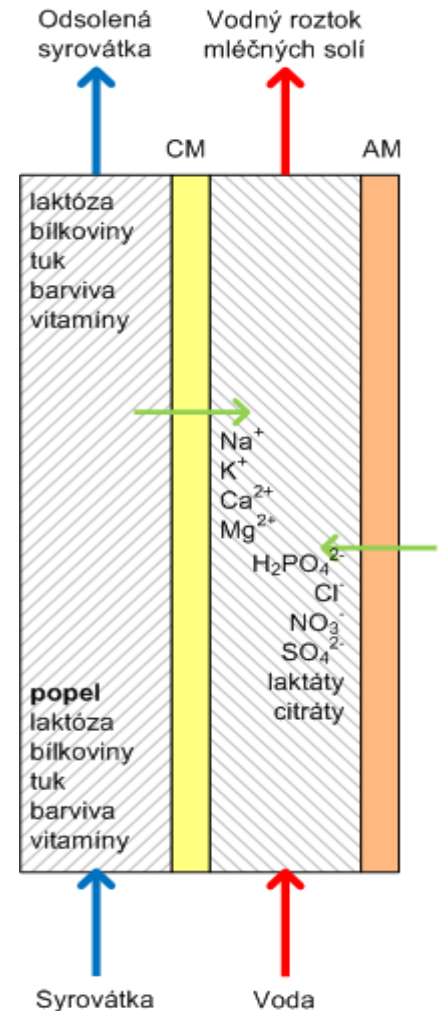 Odsolená
syrovátka
Vodný roztok
mléčných solí
CM
AM
laktóza
bílkoviny
tuk
barviva
vitamíny
Na⁺
K⁺
Ca²⁺
Mg²⁺
H₂PO₄²⁻
Cl⁻
NO₃⁻
SO₄²⁻
laktáty
citráty
popel
laktóza
bílkoviny
tuk
barviva
vitamíny
Syrovátka
Voda